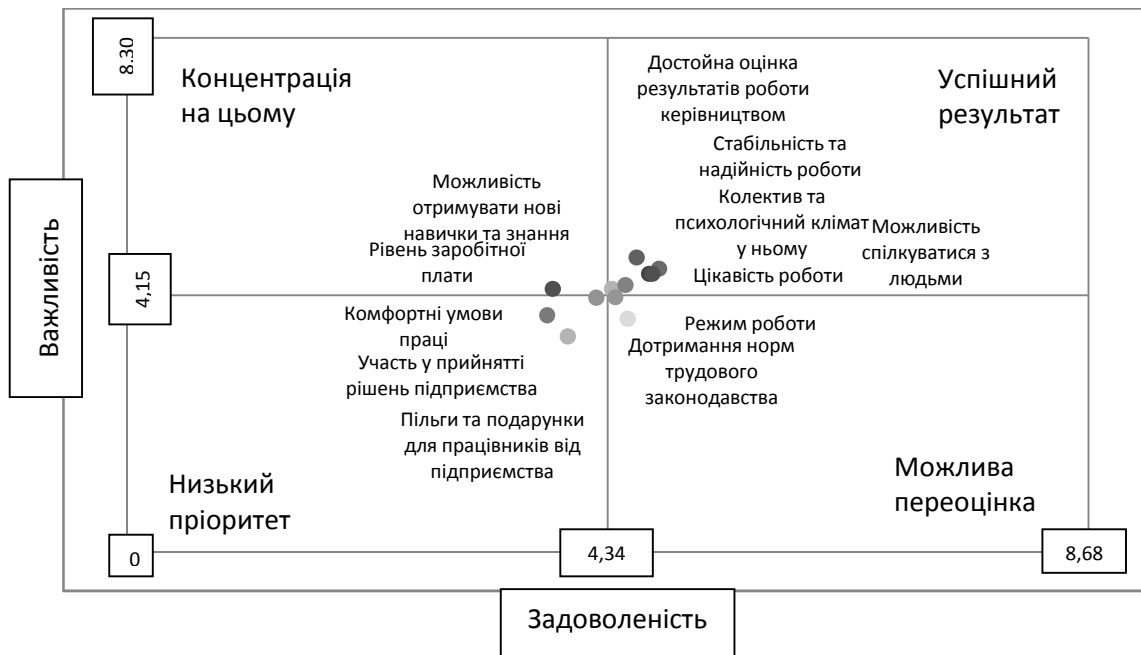 8.30
Концентрація
на цьому
Достойна оцінка
результатів роботи
керівництвом
Успішний
результат
Стабільність та
надійність роботи
Можливість
отримувати нові
навички та знання
Колектив та
психологічний клімат
у ньому
Можливість
спілкуватися з
людьми
Рівень заробітної
плати
Цікавість роботи
Важливість
4,15
Комфортні умови
праці
Режим роботи
Дотримання норм
трудового
законодавства
Участь у прийнятті
рішень підприємства
Пільги та подарунки
для працівників від
підприємства
Низький
пріоритет
Можлива
переоцінка
0
4,34
8,68
Задоволеність